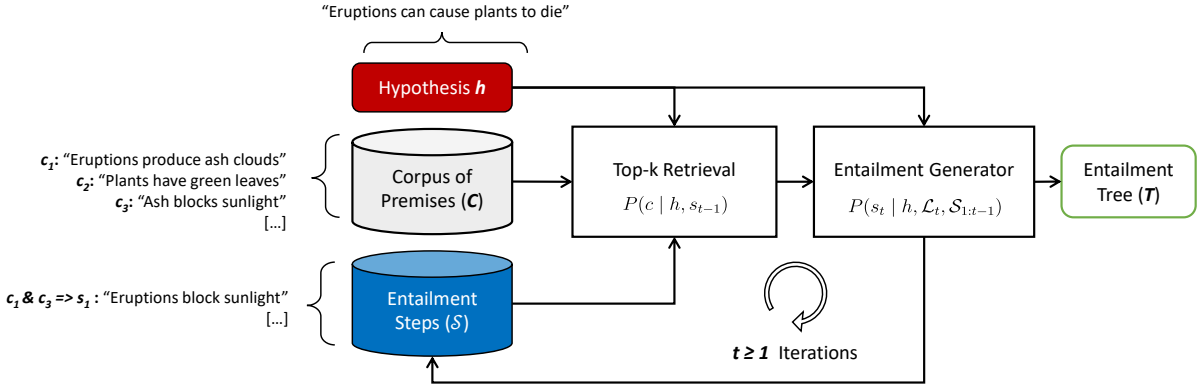 “Eruptions can cause plants to die”
Hypothesis h
c₁: “Eruptions produce ash clouds”
c₂: “Plants have green leaves”
c₃: “Ash blocks sunlight”
[...]
Corpus of
Premises (C)
Top-k Retrieval
P(c | h, sₜ₋₁)
Entailment Generator
P(sₜ | h, ℒₜ, 𝒮₁:ₜ₋₁)
Entailment
Tree (T)
c₁ & c₃ => s₁ : “Eruptions block sunlight”
[...]
Entailment
Steps (𝒮)
t ≥ 1 Iterations